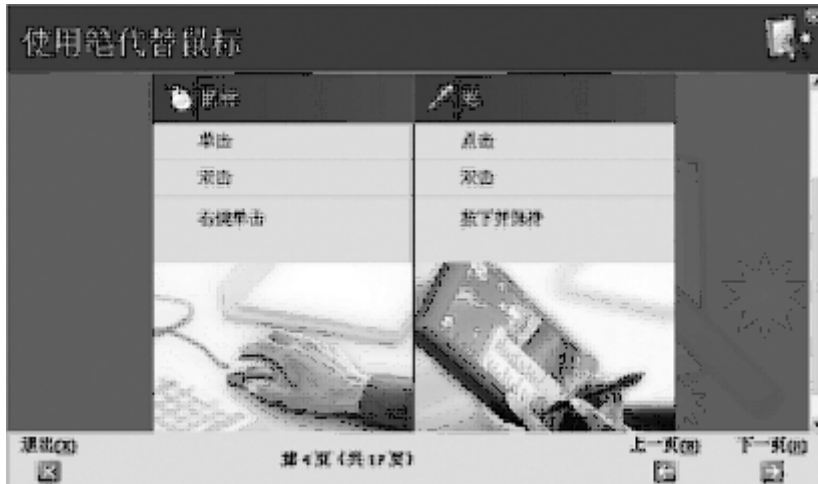 使用笔代替鼠标
鼠标 笔
单击 点击
双击 双击
右键单击 按下并保持
退出(X) 第4页(共17页) 上一页(B) 下一页(N)